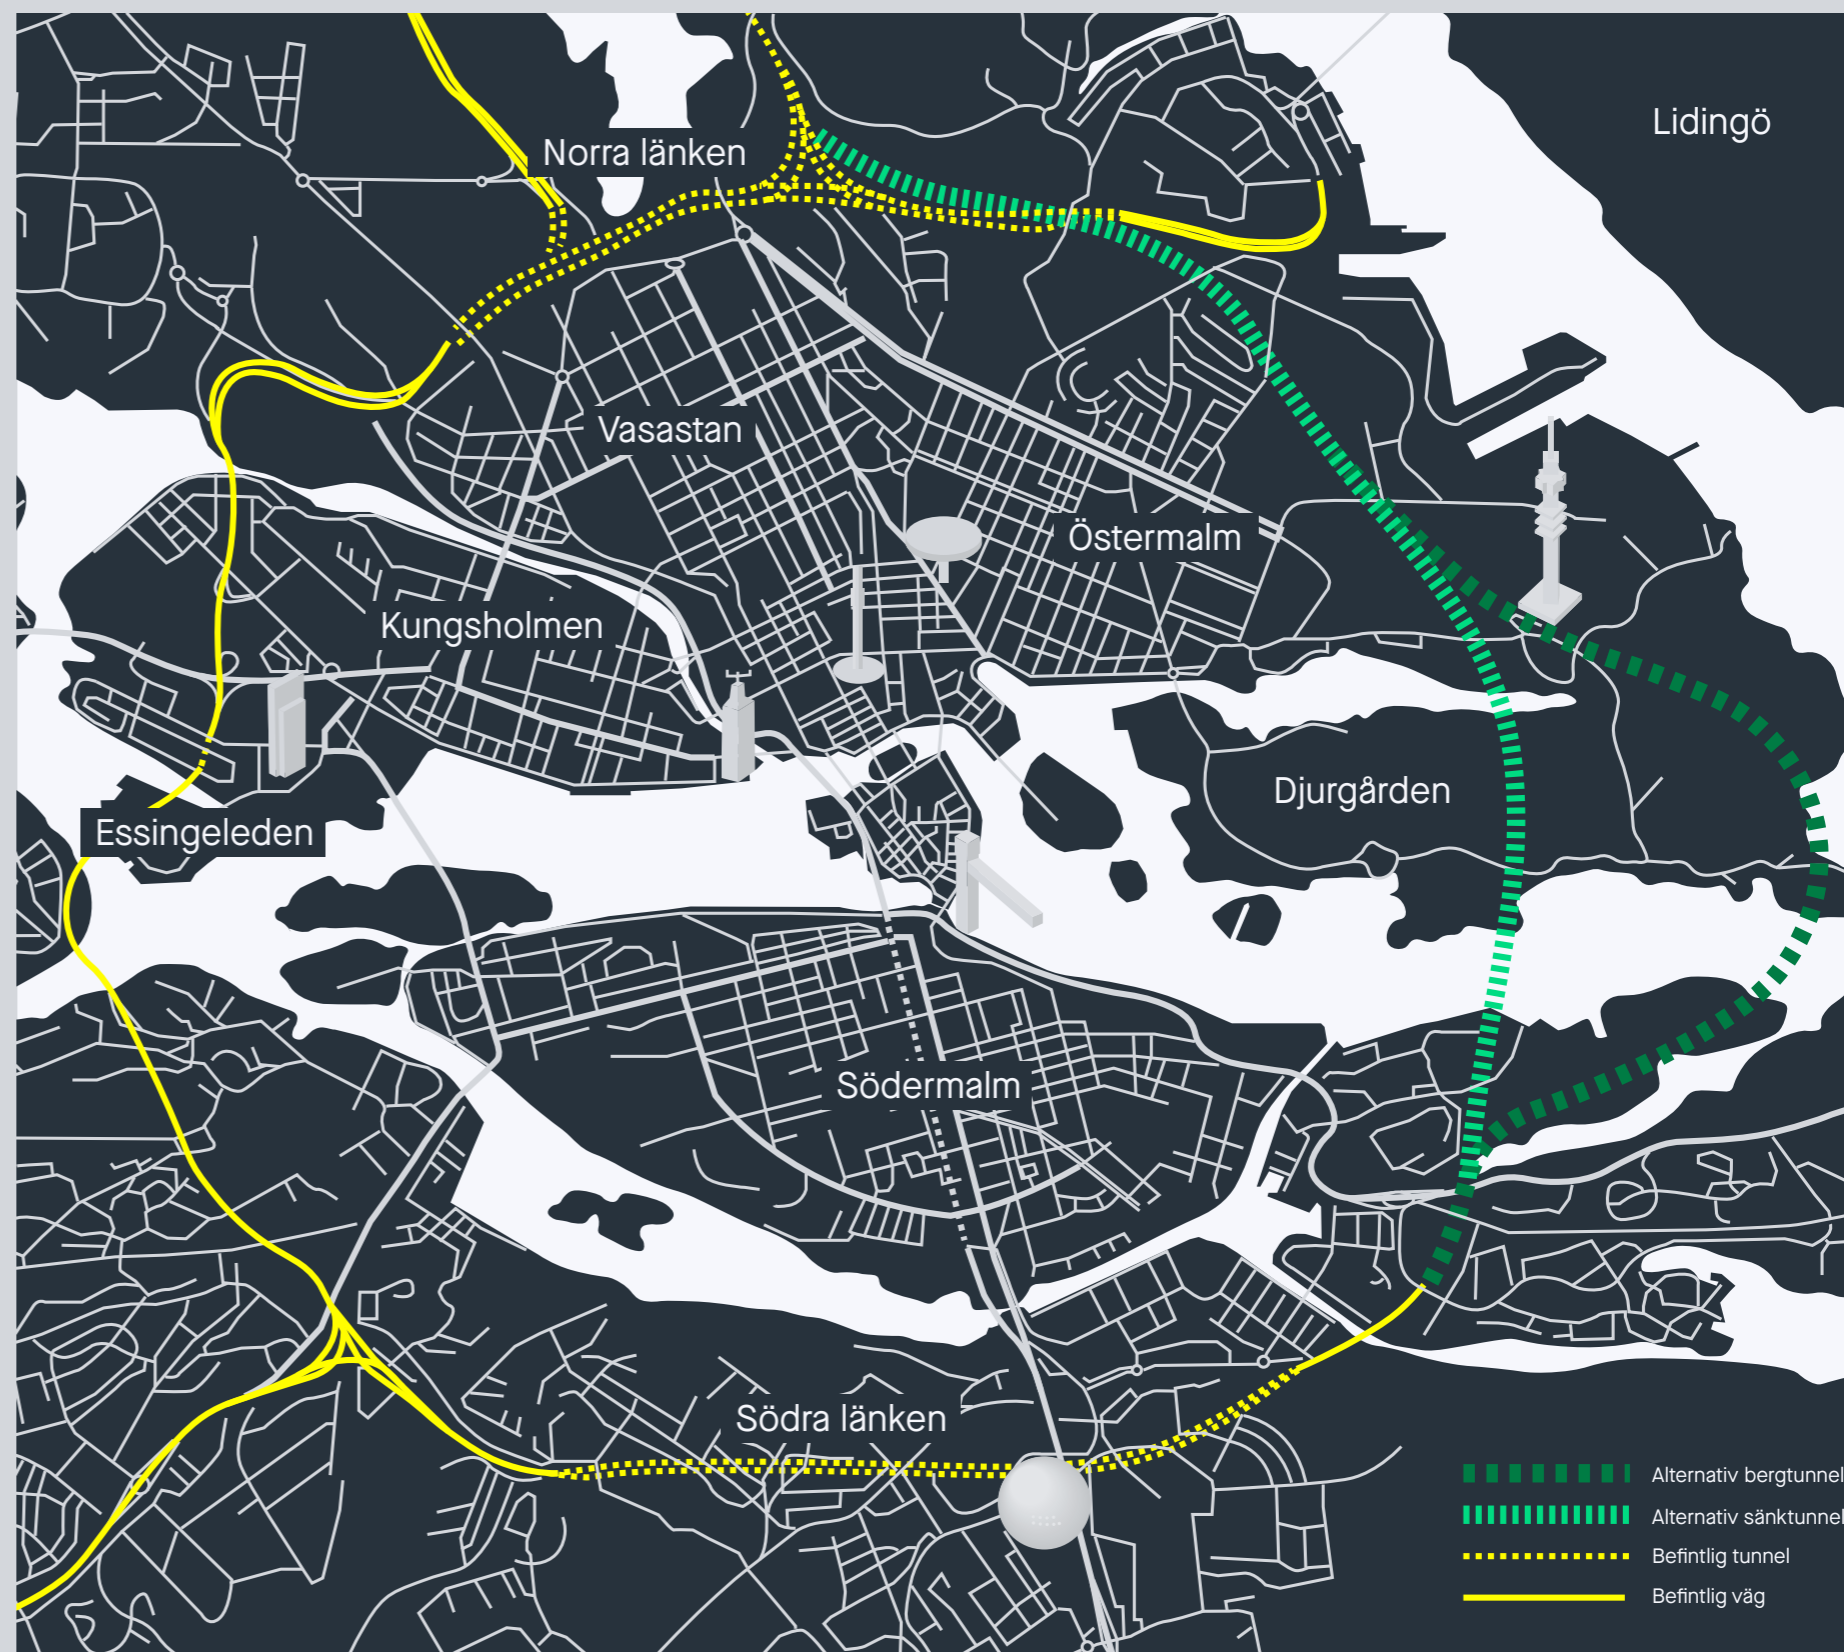 Lidingö
Norra länken
Vasastan
Östermalm
Kungsholmen
Djurgården
Essingeleden
Södermalm
Södra länken
Alternativ bergtunnel
Alternativ sänktunnel
Befintlig tunnel
Befintlig väg